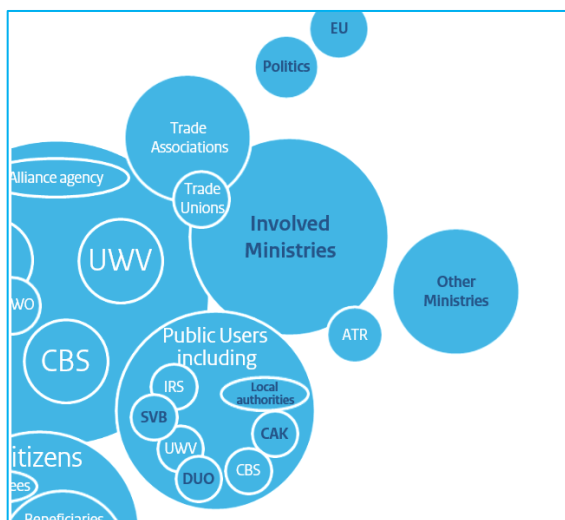 EU
Politics
Trade
Associations
Alliance agency
Trade
Unions
Involved
Ministries
UWV
Other
Ministries
WO
ATR
Public Users
including
CBS
IRS
Local
authorities
SVB
CAK
UWV
CBS
DUO
itizens
ees
Beneficiaries